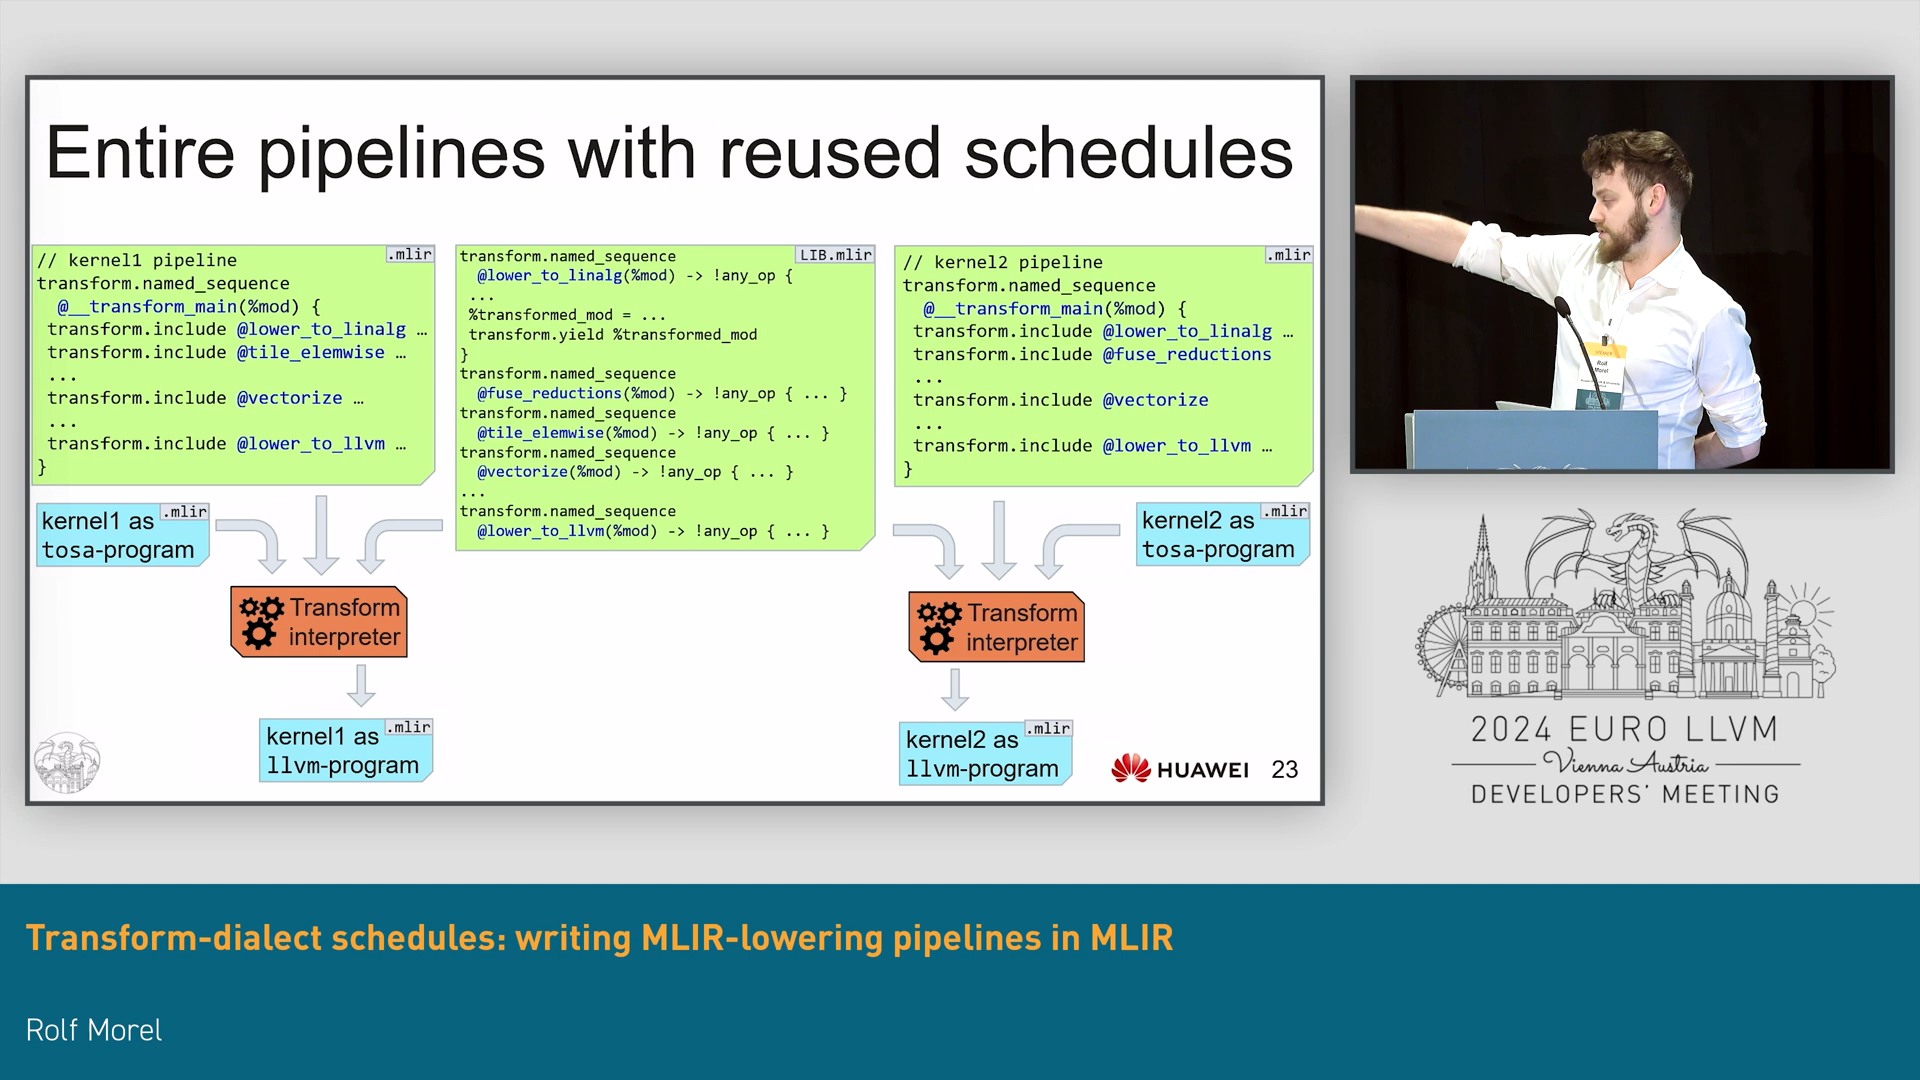 Entire pipelines with reused schedules
.mlir
// kernel1 pipeline
transform.named_sequence
@__transform_main(%mod) {
transform.include @lower_to_linalg …
transform.include @tile_elemwise …
...
transform.include @vectorize …
...
transform.include @lower_to_llvm …
}
LIB.mlir
transform.named_sequence
@lower_to_linalg(%mod) -> !any_op {
...
%transformed_mod = ...
transform.yield %transformed_mod
}
transform.named_sequence
@fuse_reductions(%mod) -> !any_op { ... }
transform.named_sequence
@tile_elemwise(%mod) -> !any_op { ... }
transform.named_sequence
@vectorize(%mod) -> !any_op { ... }
...
transform.named_sequence
@lower_to_llvm(%mod) -> !any_op { ... }
.mlir
// kernel2 pipeline
transform.named_sequence
@__transform_main(%mod) {
transform.include @lower_to_linalg …
transform.include @fuse_reductions
...
transform.include @vectorize
...
transform.include @lower_to_llvm …
}
.mlir
kernel1 as
tosa-program
.mlir
kernel2 as
tosa-program
Transform
interpreter
Transform
interpreter
.mlir
kernel1 as
llvm-program
.mlir
kernel2 as
llvm-program
HUAWEI
23
SPEAKER
Rolf
Morel
2024 EURO LLVM
Vienna Austria
DEVELOPERS' MEETING
Transform-dialect schedules: writing MLIR-lowering pipelines in MLIR
Rolf Morel